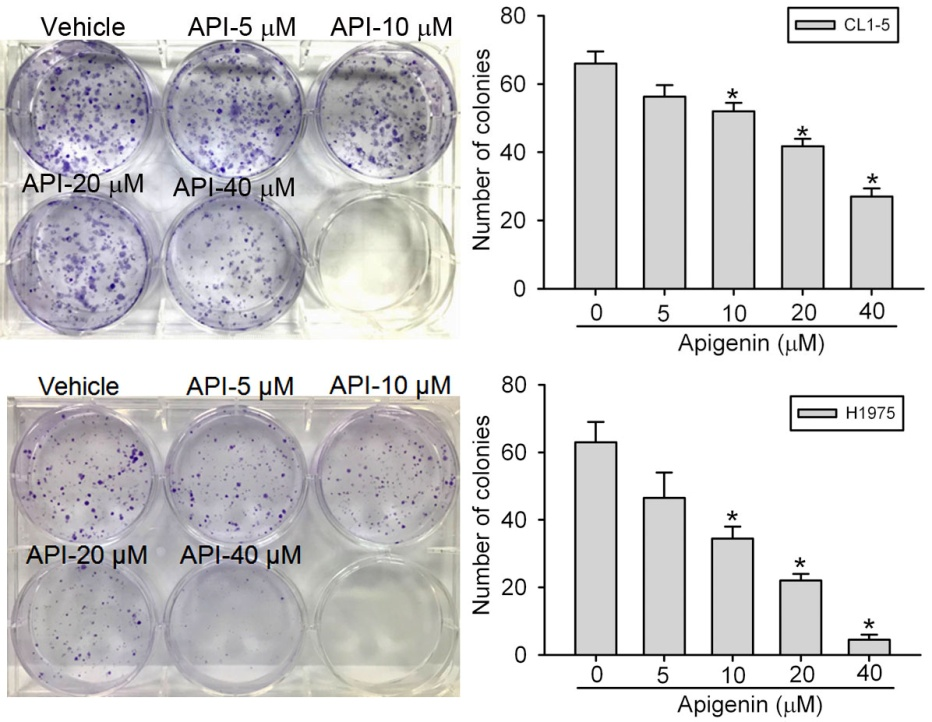 Vehicle API-5 μM API-10 μM
API-20 μM API-40 μM
80
60
40
20
0
Number of colonies
CL1-5
* * *
0 5 10 20 40
Apigenin (μM)
Vehicle API-5 μM API-10 μM
API-20 μM API-40 μM
80
60
40
20
0
Number of colonies
H1975
* * *
0 5 10 20 40
Apigenin (μM)